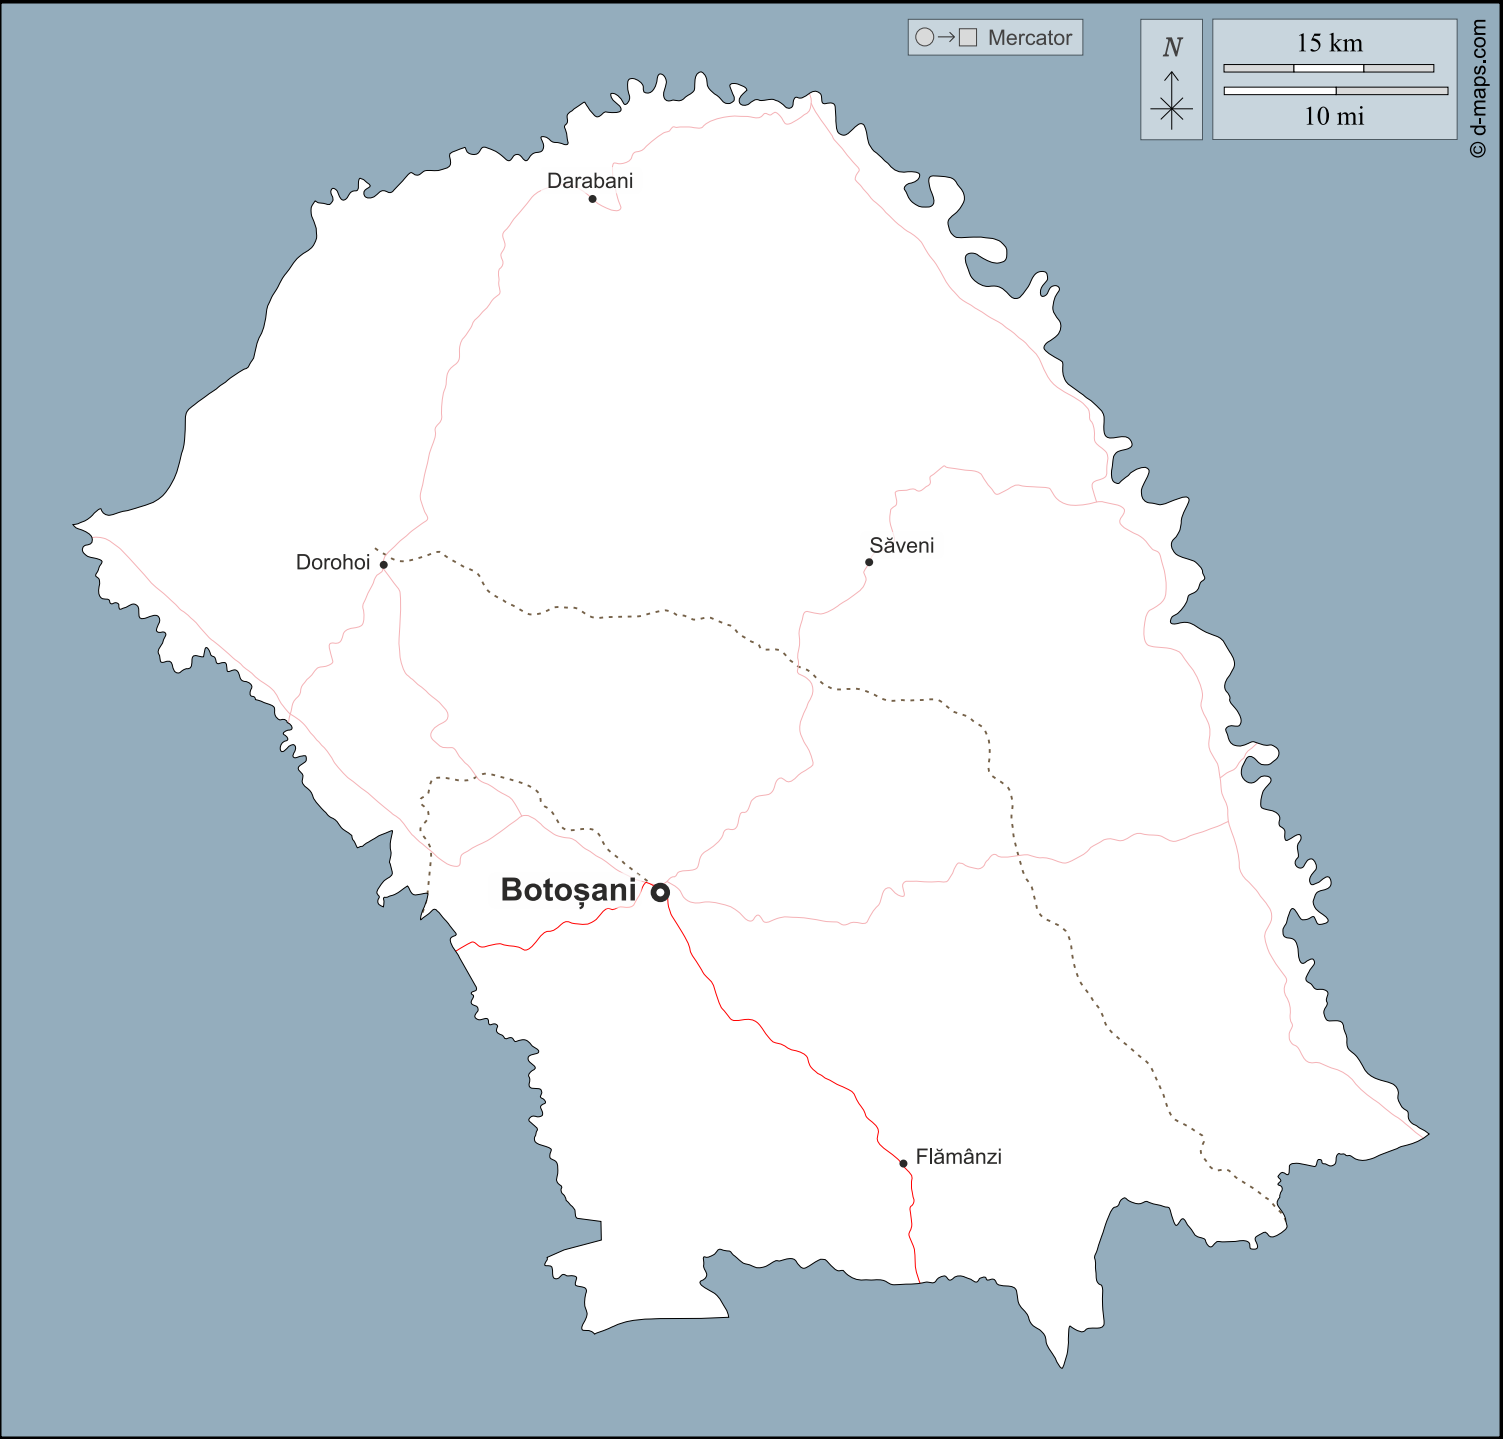 Mercator
N
15 km
10 mi
© d-maps.com
Darabani
Dorohoi
Săveni
Botoșani
Flămânzi